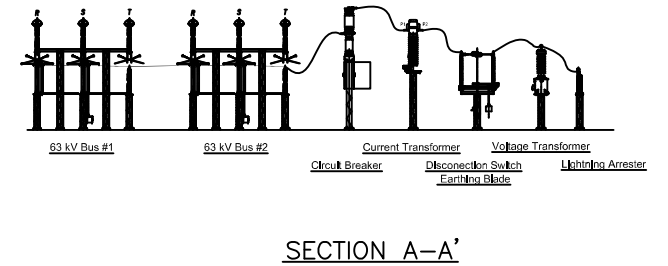 R S T R S T
P1 P2
63 kV Bus #1 63 kV Bus #2 Current Transformer Voltage Transformer
Circuit Breaker Disconection Switch Lightning Arrester
Earthing Blade
SECTION A-A'